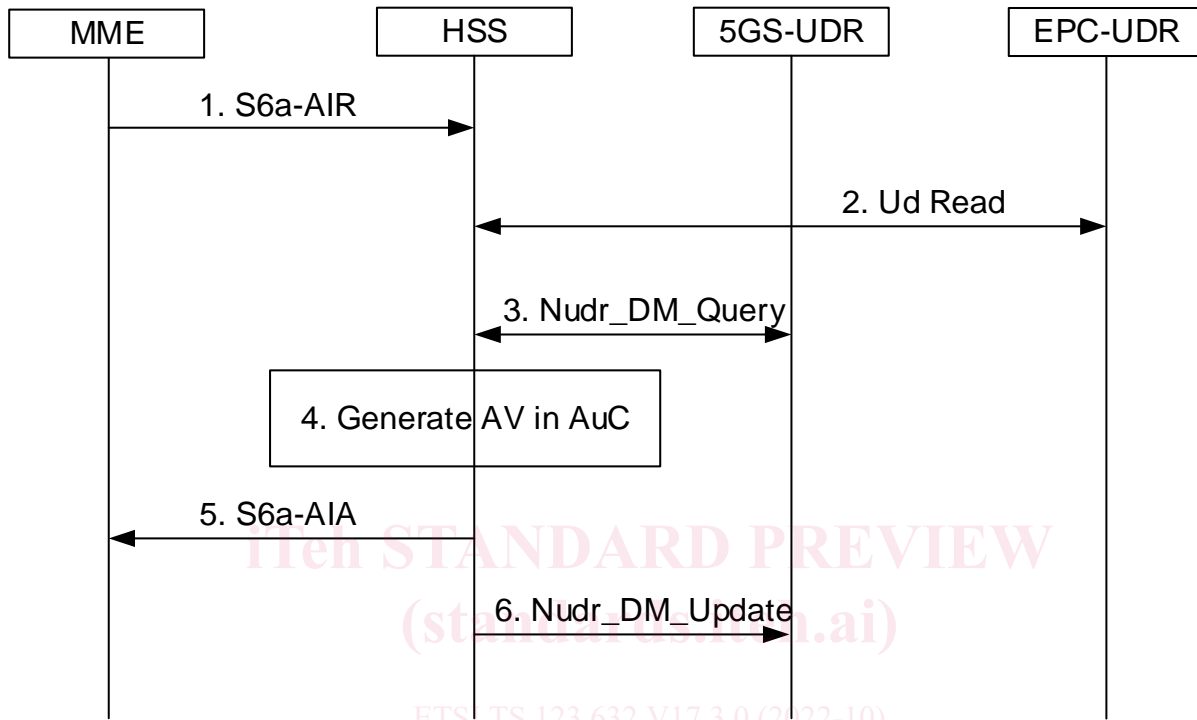 MME
HSS
5GS-UDR
EPC-UDR
1. S6a-AIR
2. Ud Read
3. Nudr_DM_Query
4. Generate AV in AuC
5. S6a-AIA
iTeh STANDARD PREVIEW
6. Nudr_DM_Update
(standards.iteh.ai)
ETSI TS 123 632 V17.3.0 (2022-10)